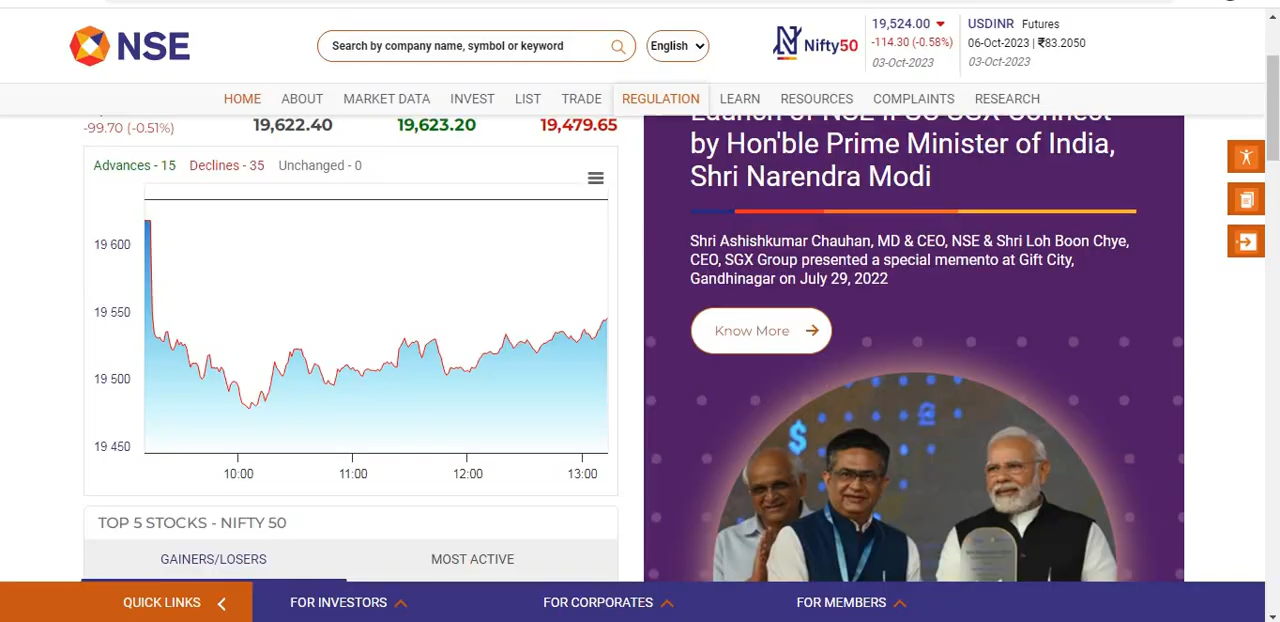 NSE
Search by company name, symbol or keyword
English
Nifty50
19,524.00
-114.30 (-0.58%)
03-Oct-2023
USDINR Futures
06-Oct-2023 | ₹83.2050
03-Oct-2023
HOME ABOUT MARKET DATA INVEST LIST TRADE REGULATION LEARN RESOURCES COMPLAINTS RESEARCH
-99.70 (-0.51%) 19,622.40 19,623.20 19,479.65
Advances - 15 Declines - 35 Unchanged - 0
19 600
19 550
19 500
19 450
10:00 11:00 12:00 13:00
TOP 5 STOCKS - NIFTY 50
GAINERS/LOSERS MOST ACTIVE
by Hon'ble Prime Minister of India,
Shri Narendra Modi
Shri Ashishkumar Chauhan, MD & CEO, NSE & Shri Loh Boon Chye,
CEO, SGX Group presented a special memento at Gift City,
Gandhinagar on July 29, 2022
Know More
QUICK LINKS FOR INVESTORS FOR CORPORATES FOR MEMBERS